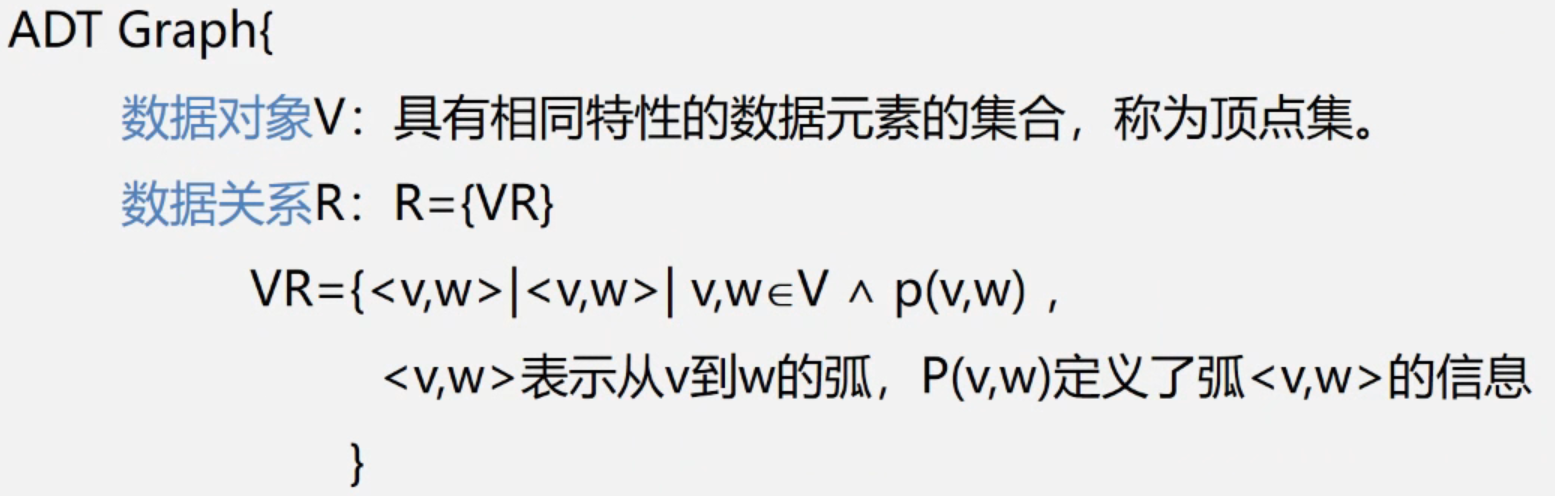 ADT Graph{
数据对象V：具有相同特性的数据元素的集合，称为顶点集。
数据关系R：R={VR}
VR={<v,w>|<v,w>| v,w∈V ∧ p(v,w) ,
<v,w>表示从v到w的弧，P(v,w)定义了弧<v,w>的信息
}